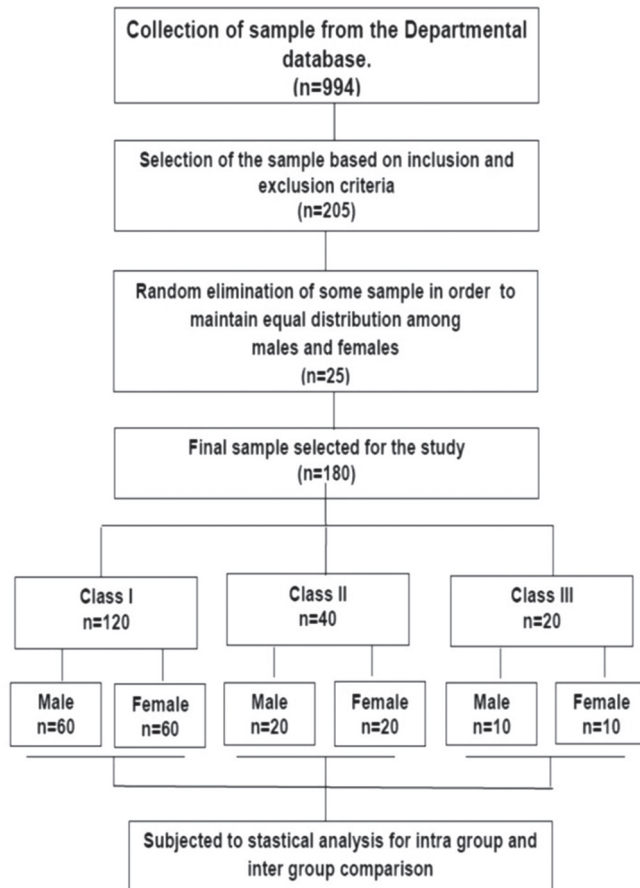 Collection of sample from the Departmental
database.
(n=994)
Selection of the sample based on inclusion and
exclusion criteria
(n=205)
Random elimination of some sample in order to
maintain equal distribution among
males and females
(n=25)
Final sample selected for the study
(n=180)
Class I
n=120
Class II
n=40
Class III
n=20
Male
n=60
Female
n=60
Male
n=20
Female
n=20
Male
n=10
Female
n=10
Subjected to stastical analysis for intra group and
inter group comparison